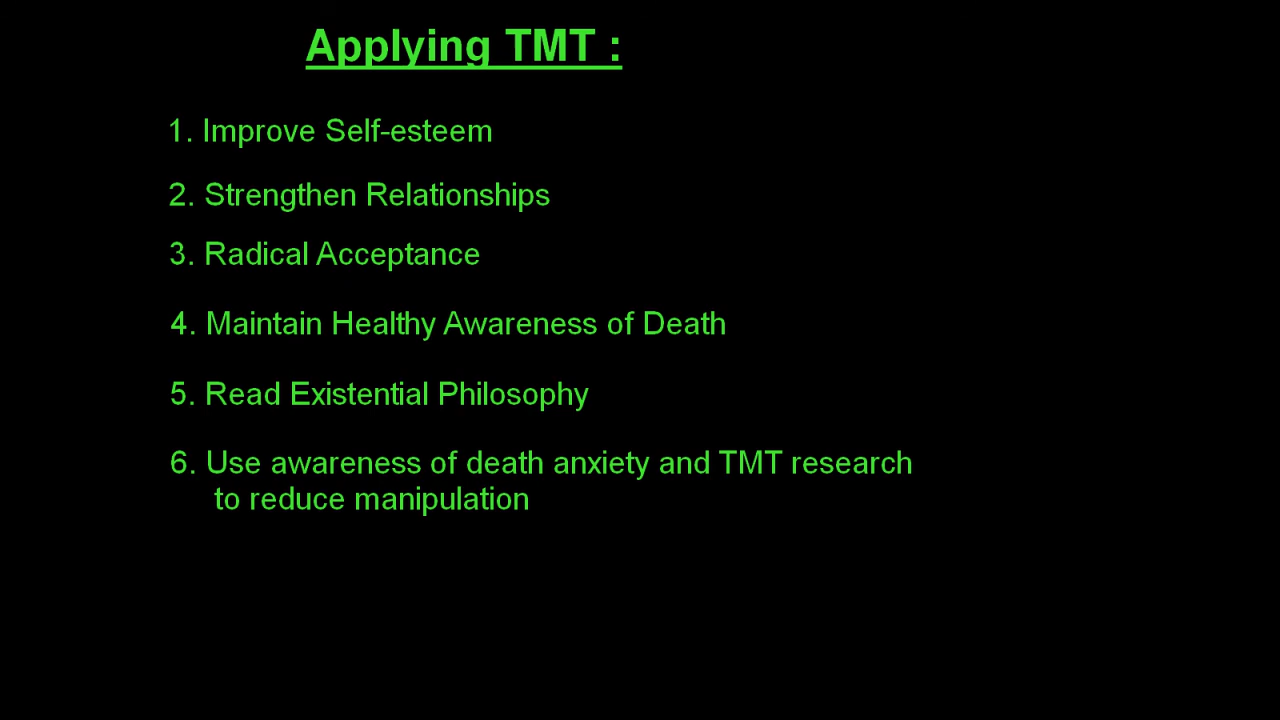 Applying TMT :
1. Improve Self-esteem
2. Strengthen Relationships
3. Radical Acceptance
4. Maintain Healthy Awareness of Death
5. Read Existential Philosophy
6. Use awareness of death anxiety and TMT research
to reduce manipulation